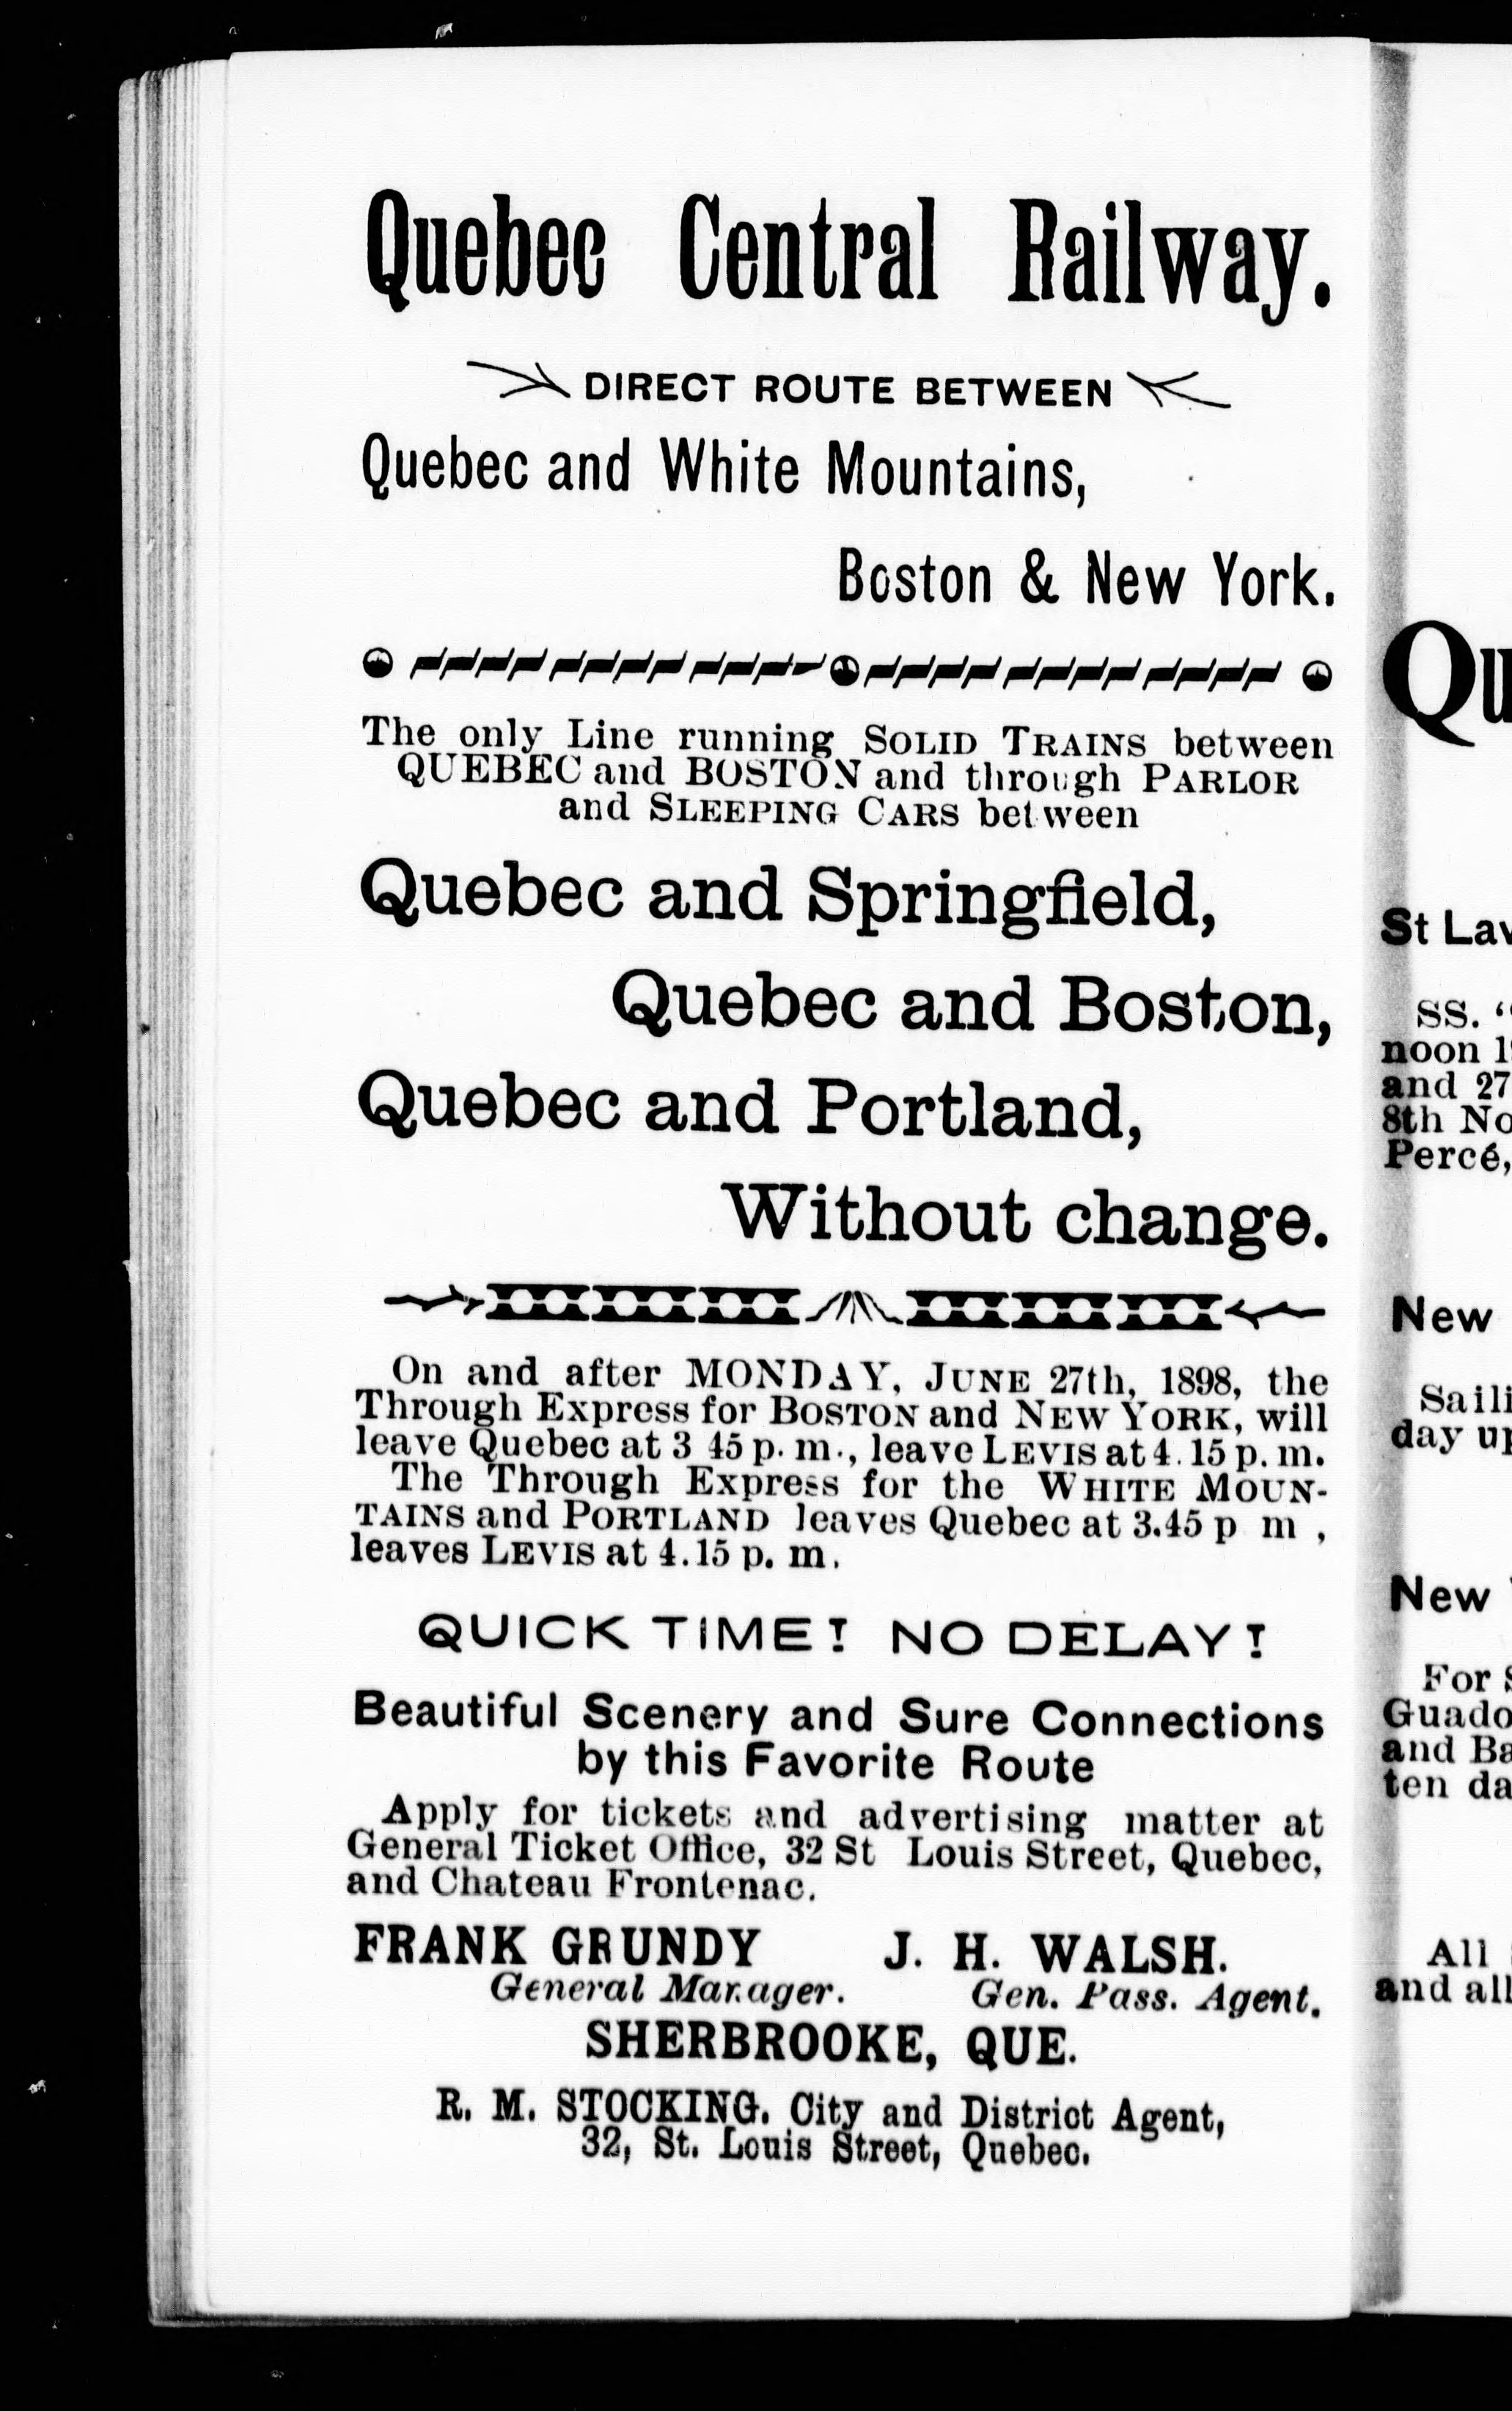 Quebec Central Railway.
DIRECT ROUTE BETWEEN
Quebec and White Mountains,
Boston & New York.
The only Line running SOLID TRAINS between
QUEBEC and BOSTON and through PARLOR
and SLEEPING CARS between
Quebec and Springfield,
Quebec and Boston,
Quebec and Portland,
Without change.
On and after MONDAY, JUNE 27th, 1898, the
Through Express for BOSTON and NEW YORK, will
leave Quebec at 3 45 p. m., leave LEVIS at 4.15 p. m.
The Through Express for the WHITE MOUN-
TAINS and PORTLAND leaves Quebec at 3.45 p m ,
leaves LEVIS at 4.15 p. m.
QUICK TIME! NO DELAY!
Beautiful Scenery and Sure Connections
by this Favorite Route
Apply for tickets and advertising matter at
General Ticket Office, 32 St Louis Street, Quebec,
and Chateau Frontenac.
FRANK GRUNDY J. H. WALSH.
General Manager. Gen. Pass. Agent.
SHERBROOKE, QUE.
R. M. STOCKING. City and District Agent,
32, St. Louis Street, Quebec.
Qu
St Lav
SS.
noon
and 27
8th No
Percé,
New
Saili
day up
New
For S
Guado
and Ba
ten da
All
and all